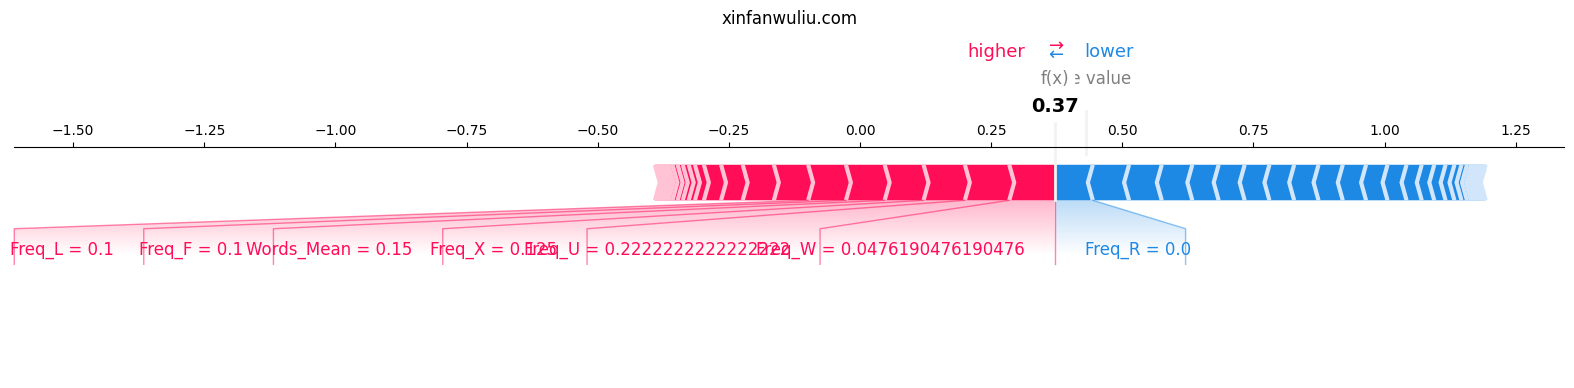 xinfanwuliu.com
higher → ← lower
f(x) e value
0.37
−1.50 −1.25 −1.00 −0.75 −0.50 −0.25 0.00 0.25 0.50 0.75 1.00 1.25
Freq_L = 0.1 Freq_F = 0.1 Words_Mean = 0.15 Freq_X = 0.125 Freq_U = 0.2222222222222222 Freq_W = 0.0476190476190476 Freq_R = 0.0